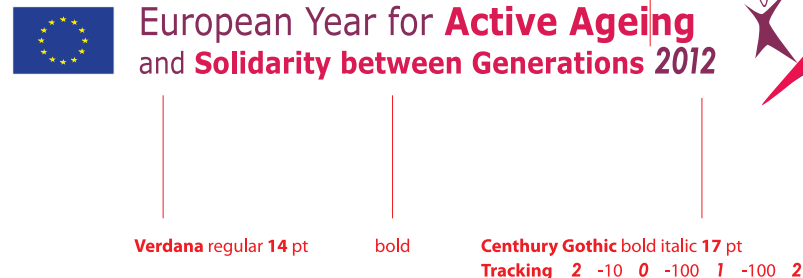 European Year for Active Ageing
and Solidarity between Generations 2012
Verdana regular 14 pt bold Centhury Gothic bold italic 17 pt
Tracking 2 -10 0 -100 1 -100 2